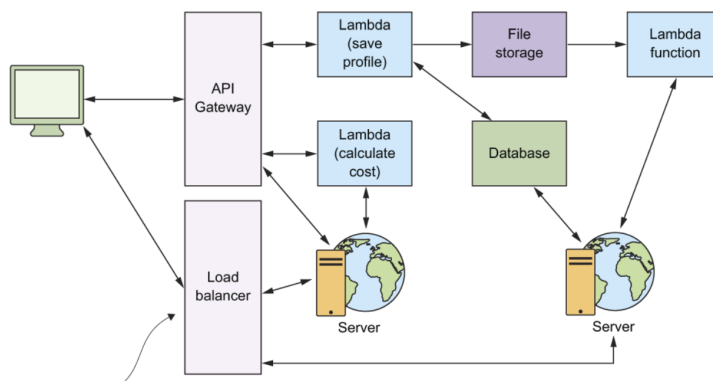 Lambda
(save
profile)
File
storage
Lambda
function
API
Gateway
Lambda
(calculate
cost)
Database
Load
balancer
Server
Server